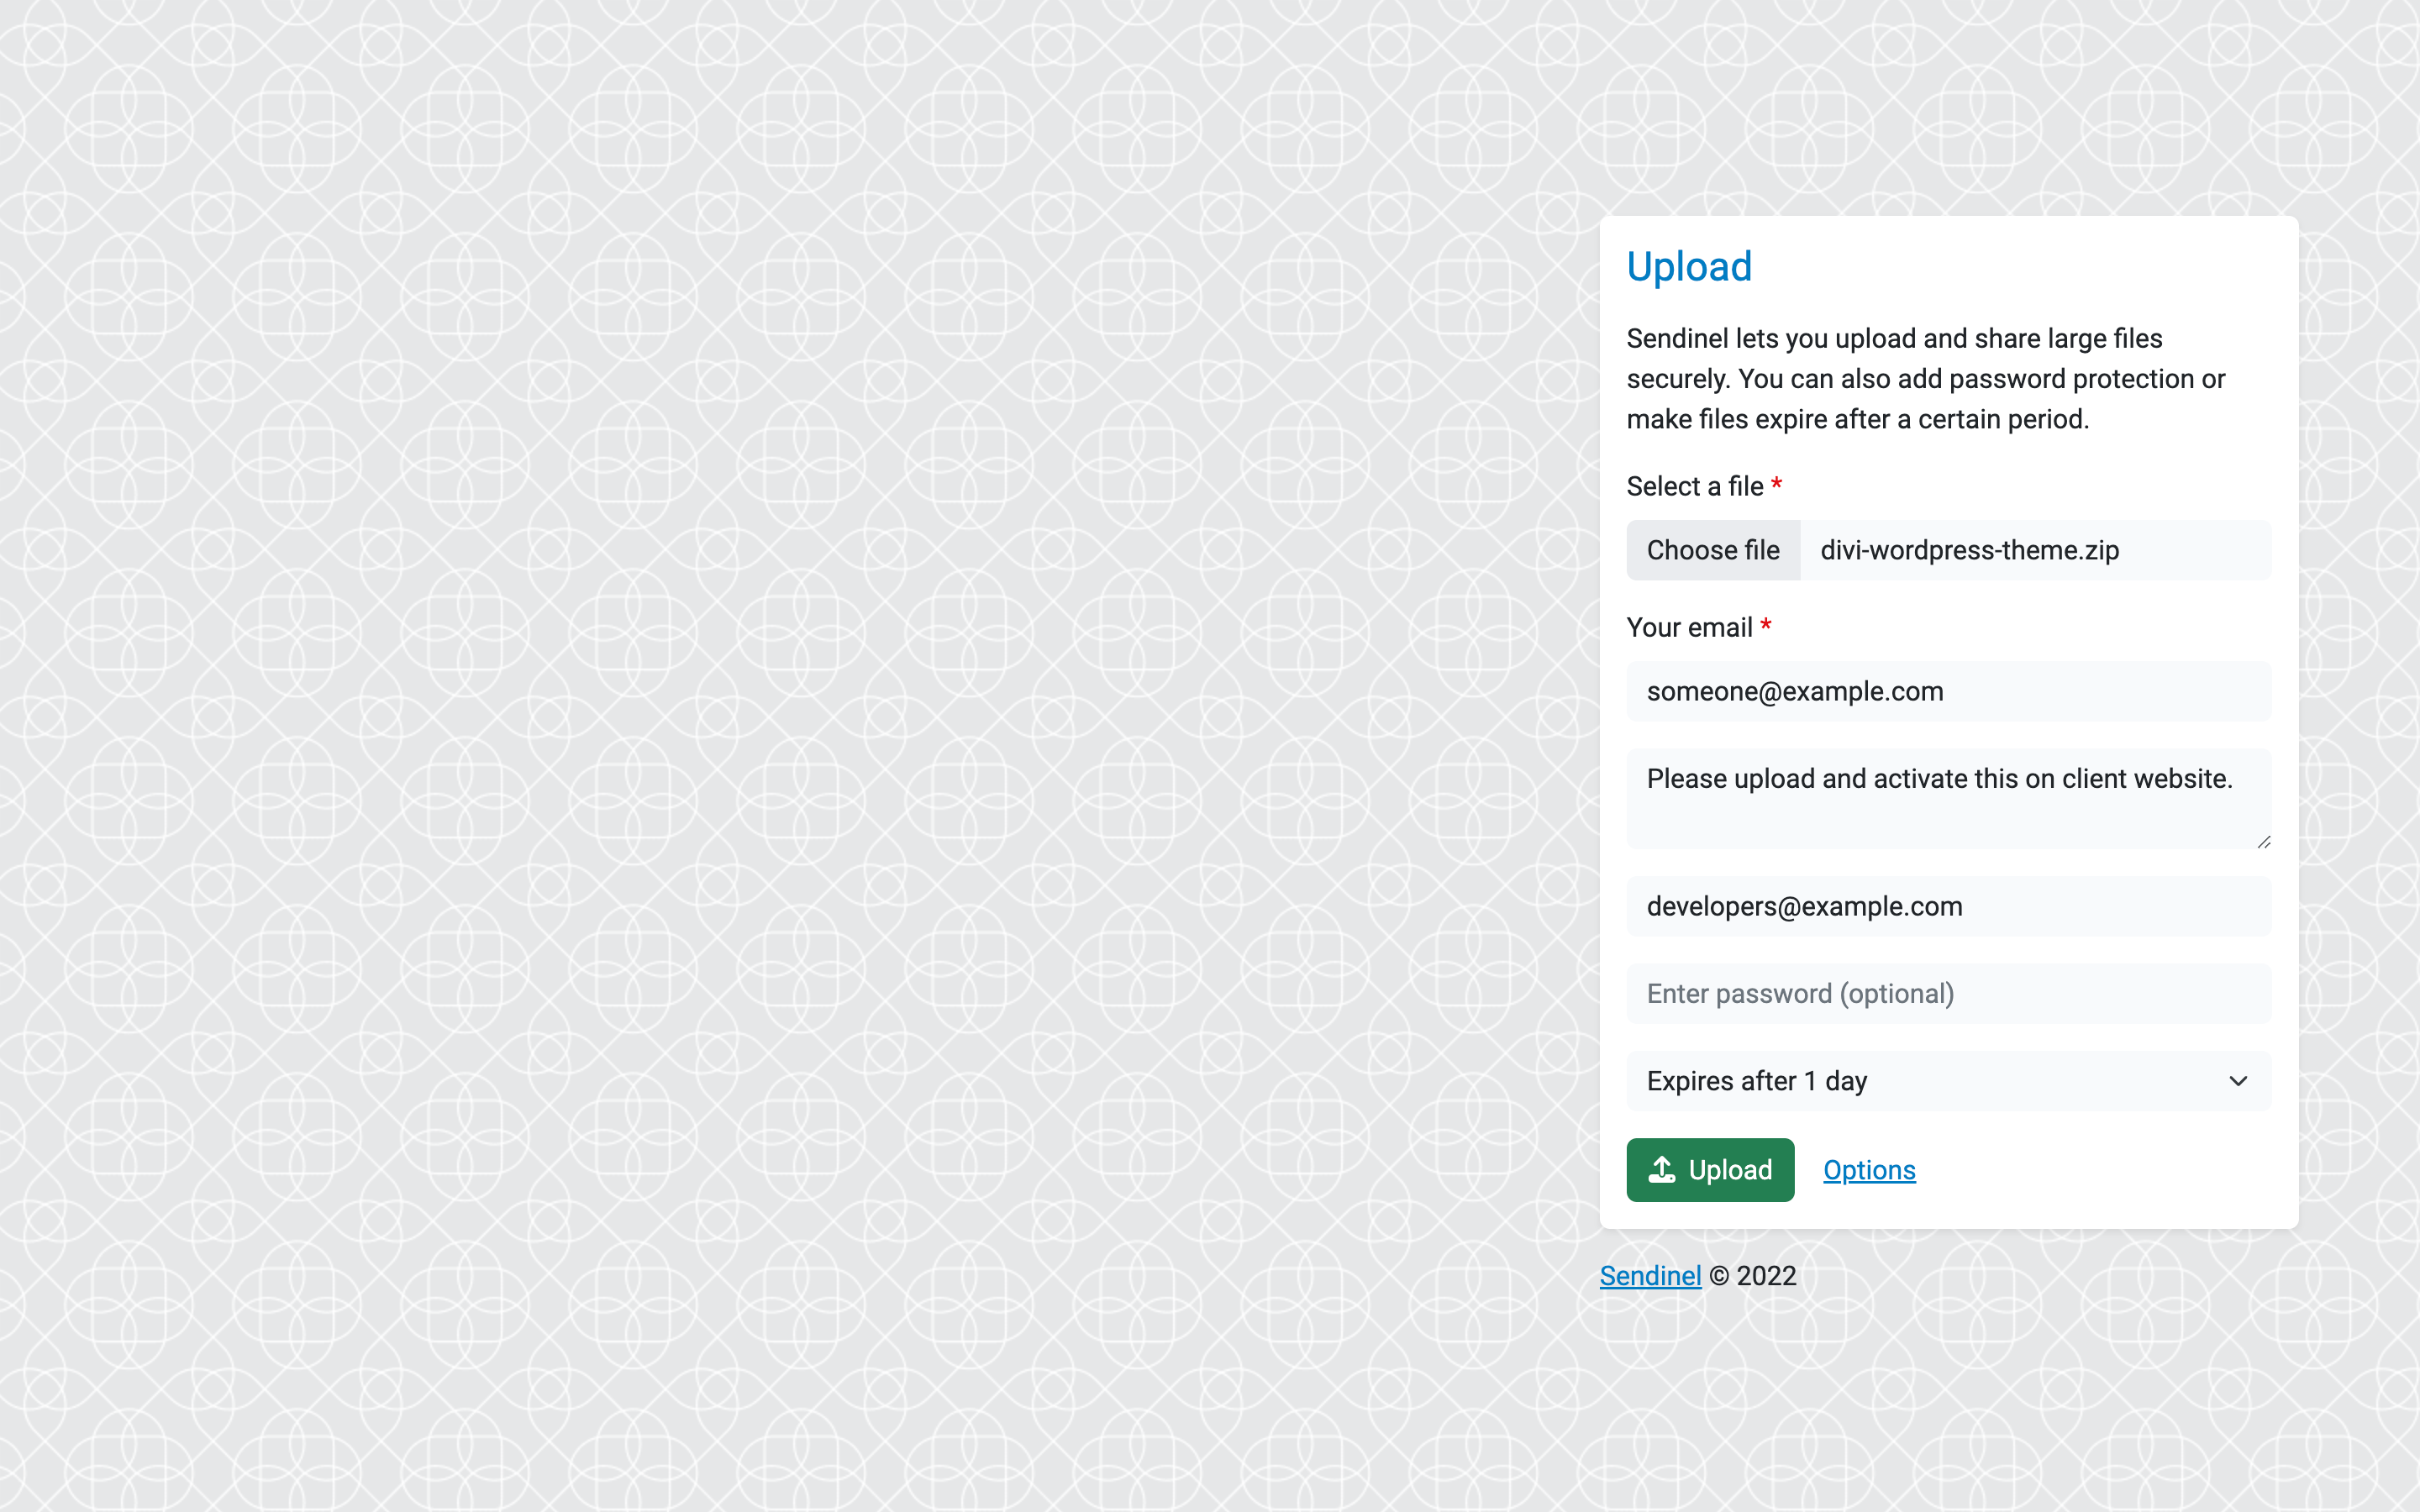 Upload
Sendinel lets you upload and share large files
securely. You can also add password protection or
make files expire after a certain period.
Select a file *
Choose file divi-wordpress-theme.zip
Your email *
someone@example.com
Please upload and activate this on client website.
developers@example.com
Enter password (optional)
Expires after 1 day
Upload Options
Sendinel © 2022